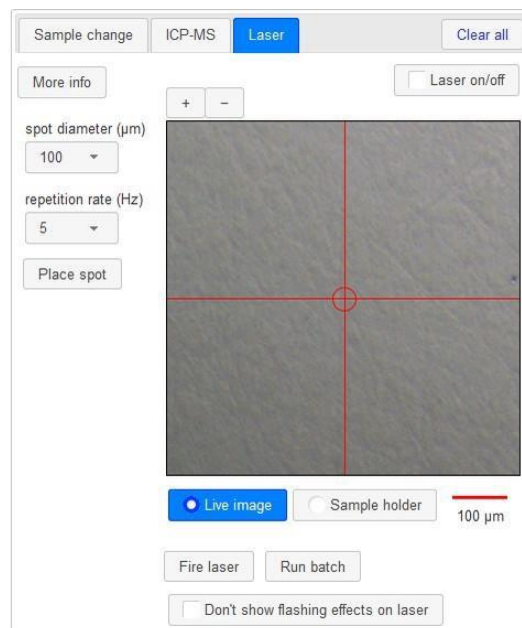 Sample change
ICP-MS
Laser
Clear all
More info
Laser on/off
+
−
spot diameter (µm)
100
repetition rate (Hz)
5
Place spot
Live image
Sample holder
100 µm
Fire laser
Run batch
Don't show flashing effects on laser